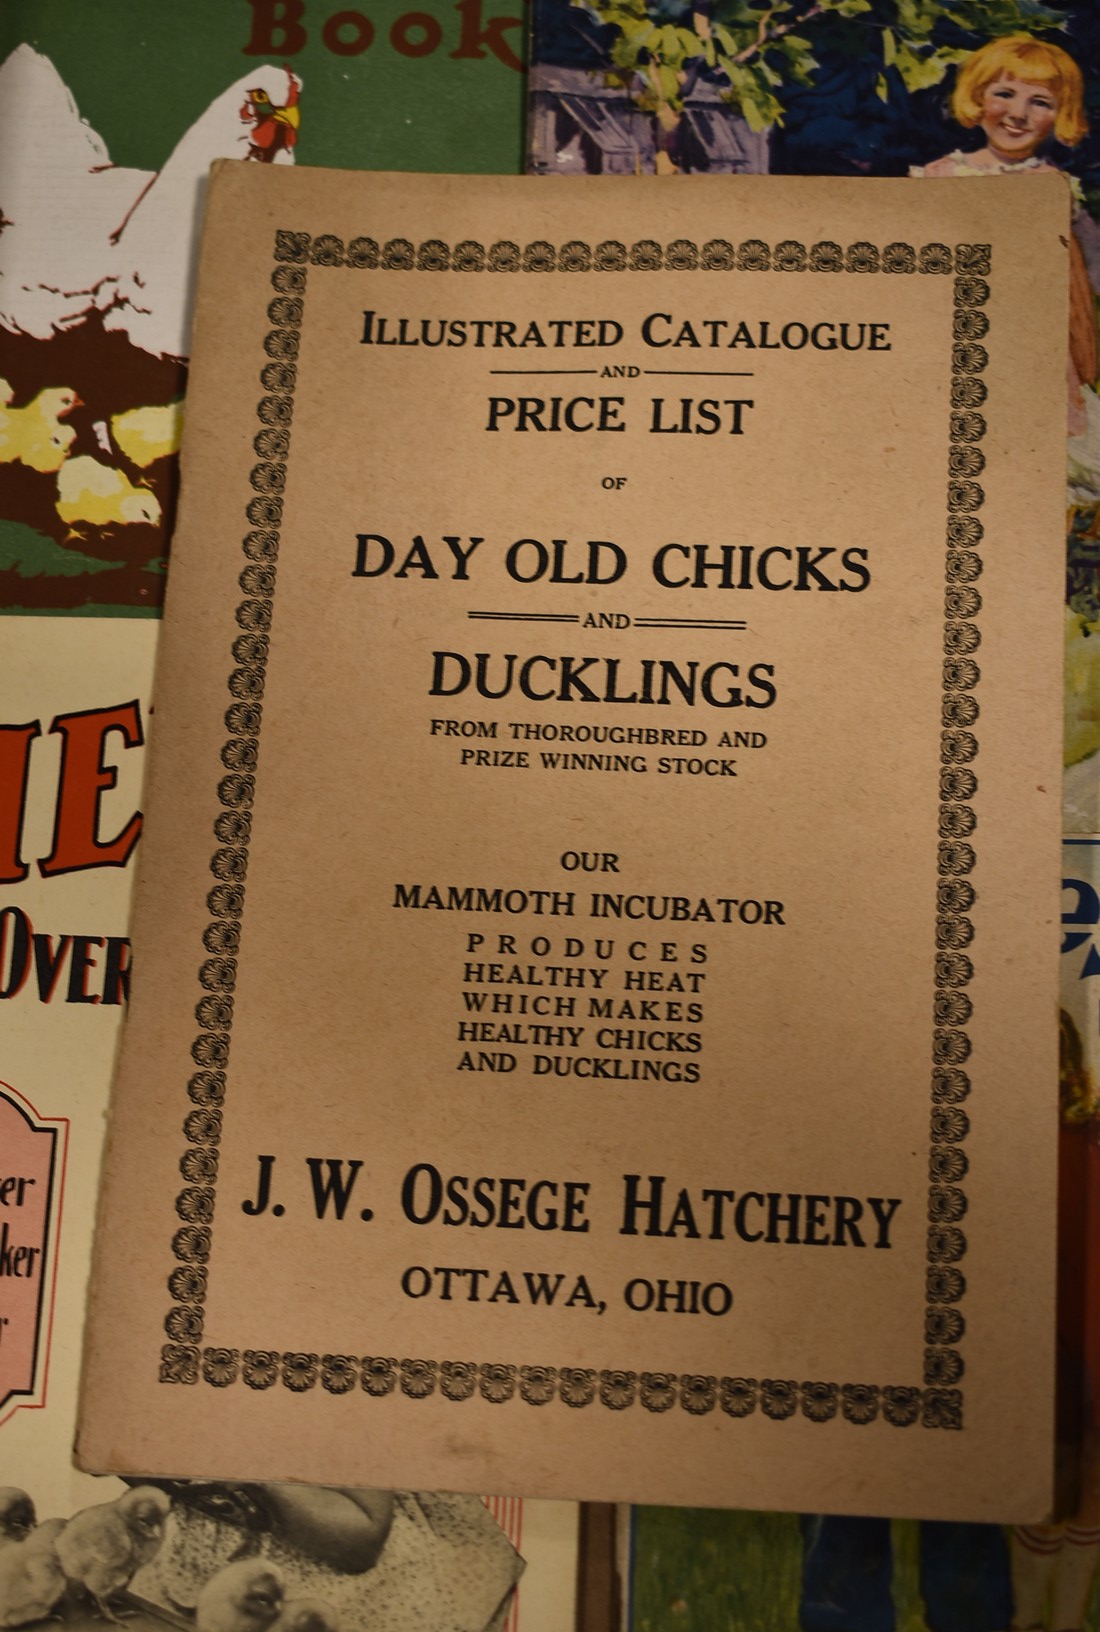 Book
ILLUSTRATED CATALOGUE
AND
PRICE LIST
OF
DAY OLD CHICKS
AND
DUCKLINGS
FROM THOROUGHBRED AND
PRIZE WINNING STOCK
OUR
MAMMOTH INCUBATOR
PRODUCES
HEALTHY HEAT
WHICH MAKES
HEALTHY CHICKS
AND DUCKLINGS
J. W. OSSEGE HATCHERY
OTTAWA, OHIO
OVER